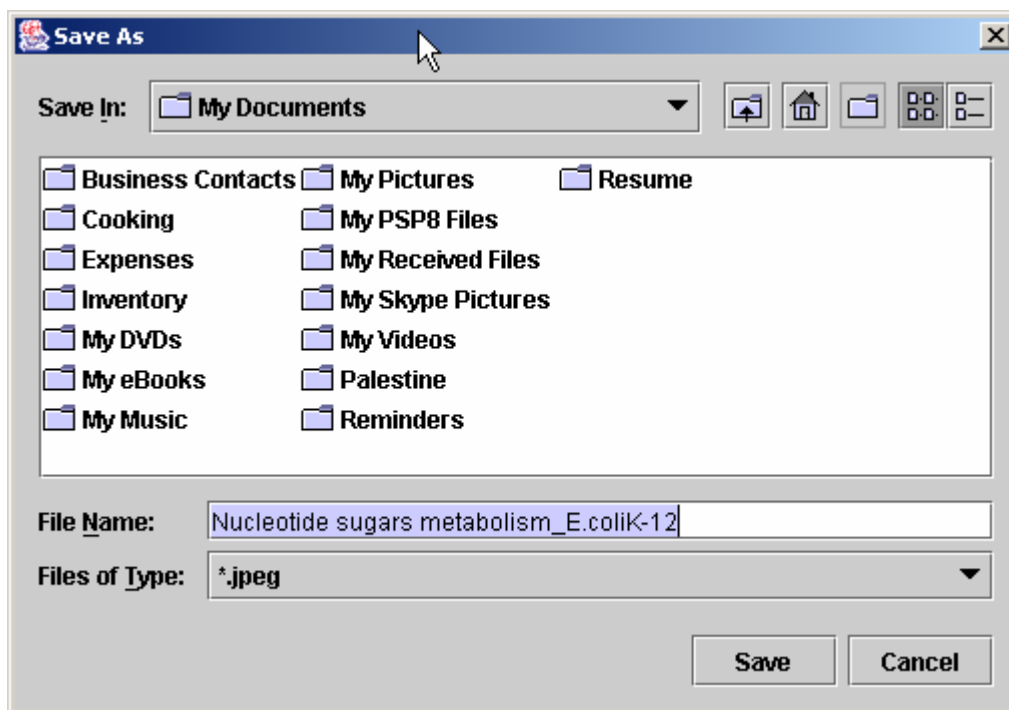 Save As
Save In: My Documents
Business Contacts My Pictures Resume
Cooking My PSP8 Files
Expenses My Received Files
Inventory My Skype Pictures
My DVDs My Videos
My eBooks Palestine
My Music Reminders
File Name: Nucleotide sugars metabolism_E.coliK-12
Files of Type: *.jpeg
Save Cancel